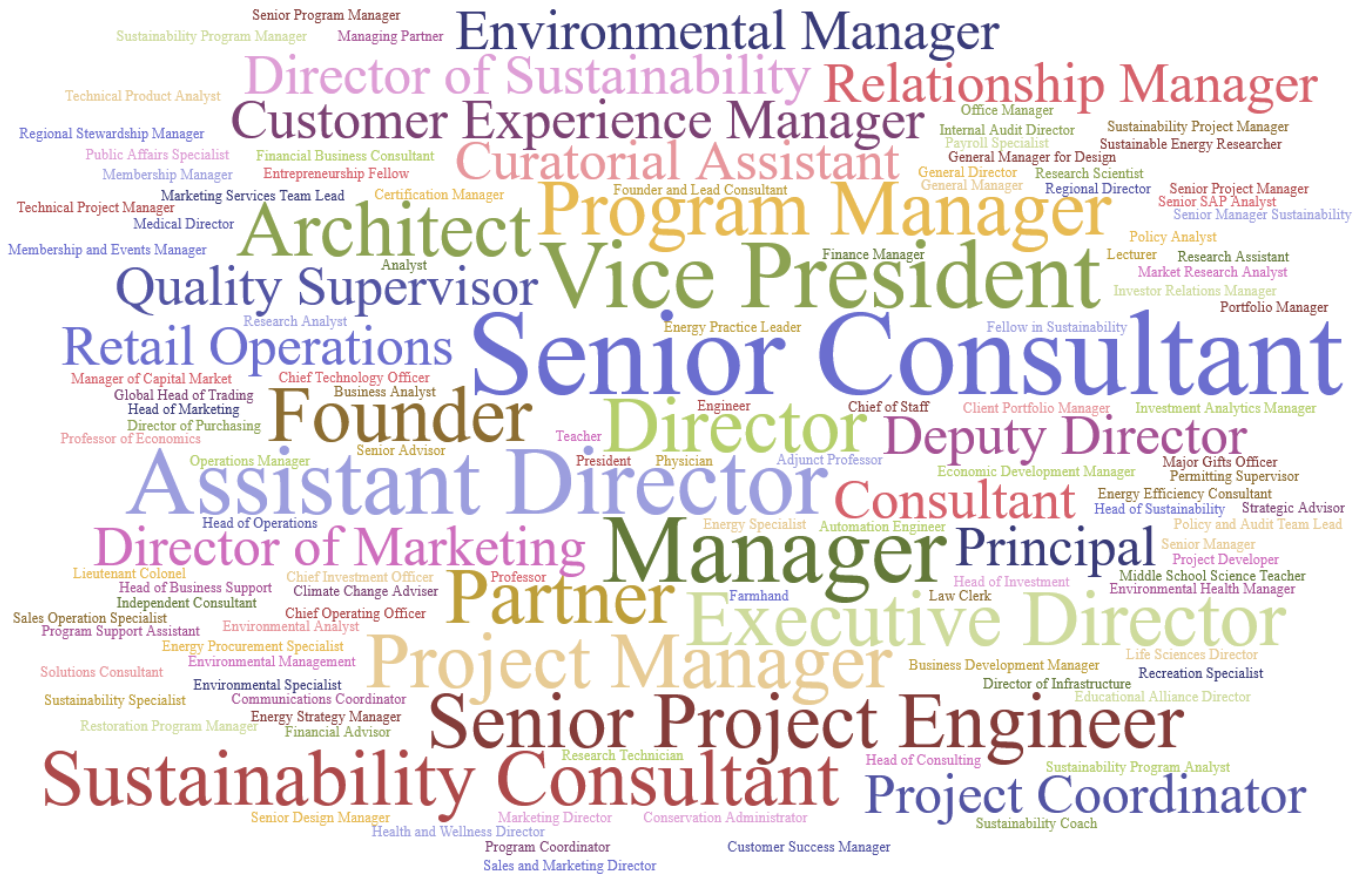 Senior Program Manager
Sustainability Program Manager
Managing Partner
Environmental Manager
Director of Sustainability
Relationship Manager
Technical Product Analyst
Customer Experience Manager
Office Manager
Internal Audit Director
Sustainability Project Manager
Regional Stewardship Manager
Payroll Specialist
Sustainable Energy Researcher
Public Affairs Specialist
Financial Business Consultant
Curatorial Assistant
General Manager for Design
Membership Manager
Entrepreneurship Fellow
General Director
Research Scientist
Marketing Services Team Lead
Certification Manager
Founder and Lead Consultant
General Manager
Regional Director
Senior Project Manager
Technical Project Manager
Architect
Program Manager
Senior SAP Analyst
Medical Director
Senior Manager Sustainability
Membership and Events Manager
Policy Analyst
Analyst
Vice President
Finance Manager
Lecturer
Research Assistant
Quality Supervisor
Market Research Analyst
Investor Relations Manager
Portfolio Manager
Research Analyst
Energy Practice Leader
Fellow in Sustainability
Retail Operations
Senior Consultant
Manager of Capital Market
Chief Technology Officer
Global Head of Trading
Business Analyst
Head of Marketing
Founder
Director
Engineer
Chief of Staff
Client Portfolio Manager
Investment Analytics Manager
Director of Purchasing
Professor of Economics
Teacher
Deputy Director
Senior Advisor
Operations Manager
Assistant Director
President
Physician
Adjunct Professor
Major Gifts Officer
Economic Development Manager
Permitting Supervisor
Consultant
Energy Efficiency Consultant
Head of Sustainability
Strategic Advisor
Head of Operations
Energy Specialist
Automation Engineer
Policy and Audit Team Lead
Director of Marketing
Manager
Principal
Senior Manager
Project Developer
Lieutenant Colonel
Chief Investment Officer
Professor
Middle School Science Teacher
Head of Business Support
Climate Change Adviser
Partner
Farmhand
Head of Investment
Law Clerk
Environmental Health Manager
Independent Consultant
Chief Operating Officer
Sales Operation Specialist
Program Support Assistant
Environmental Analyst
Executive Director
Energy Procurement Specialist
Life Sciences Director
Solutions Consultant
Environmental Management
Project Manager
Business Development Manager
Recreation Specialist
Environmental Specialist
Director of Infrastructure
Sustainability Specialist
Communications Coordinator
Educational Alliance Director
Restoration Program Manager
Energy Strategy Manager
Financial Advisor
Senior Project Engineer
Research Technician
Head of Consulting
Sustainability Program Analyst
Sustainability Consultant
Project Coordinator
Senior Design Manager
Marketing Director
Conservation Administrator
Sustainability Coach
Health and Wellness Director
Program Coordinator
Customer Success Manager
Sales and Marketing Director